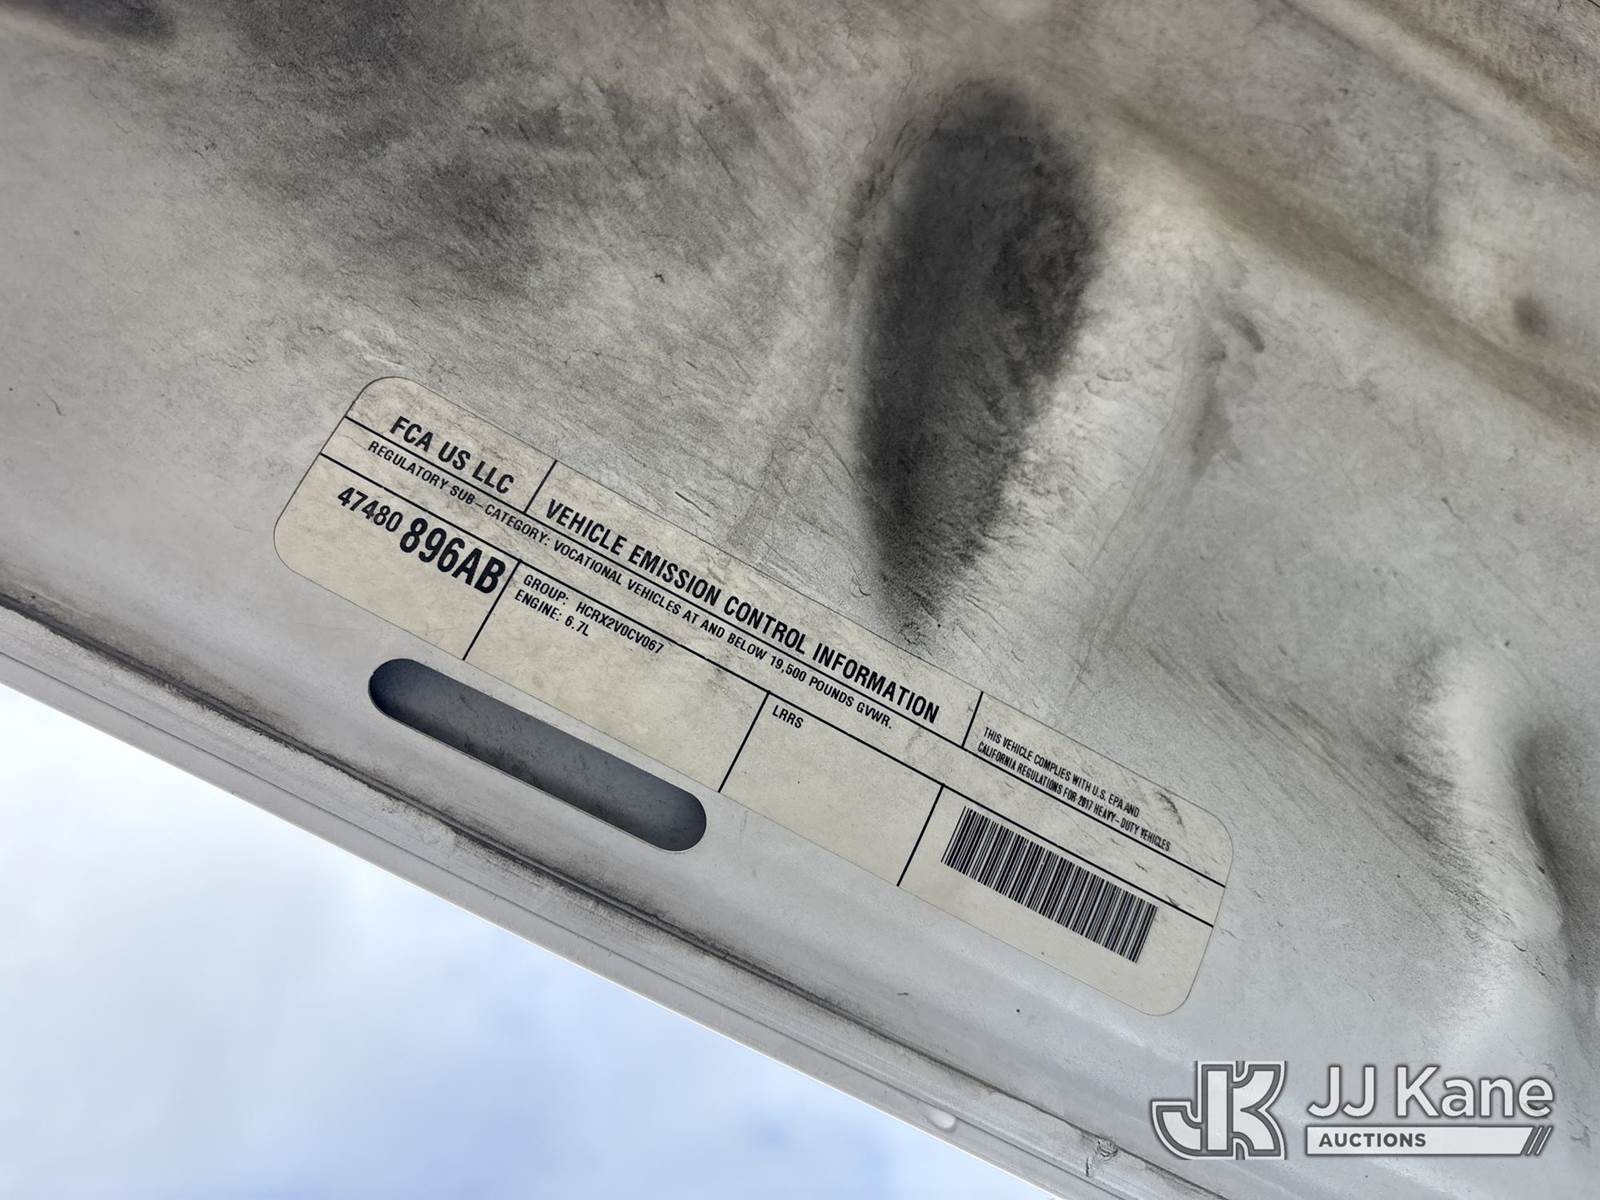 FCA US LLC
VEHICLE EMISSION CONTROL INFORMATION
THIS VEHICLE COMPLIES WITH U.S. EPA AND
CALIFORNIA REGULATIONS FOR 2017 HEAVY-DUTY VEHICLES
REGULATORY SUB-CATEGORY: VOCATIONAL VEHICLES AT AND BELOW 19,500 POUNDS GVWR.
47480 896AB
GROUP: HCRX2VOCV067
ENGINE: 6.7L
LRRS
JK JJ Kane
AUCTIONS